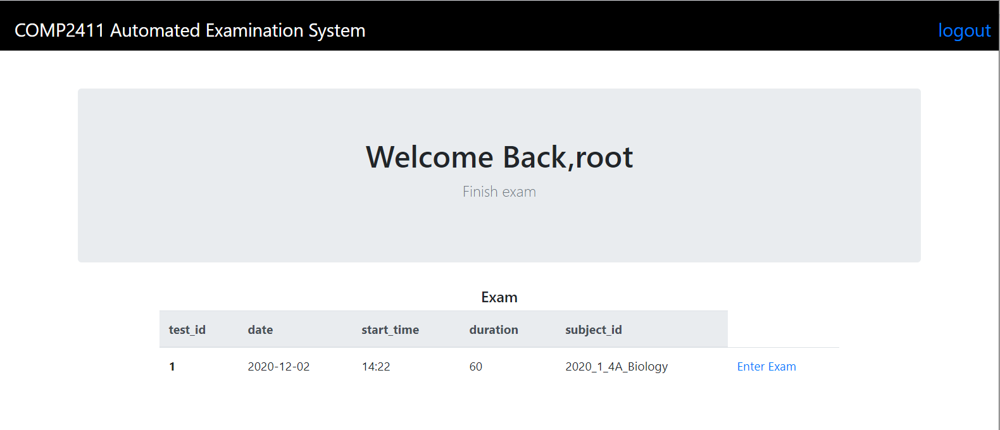 COMP2411 Automated Examination System logout
Welcome Back,root
Finish exam
Exam
test_id date start_time duration subject_id
1 2020-12-02 14:22 60 2020_1_4A_Biology Enter Exam